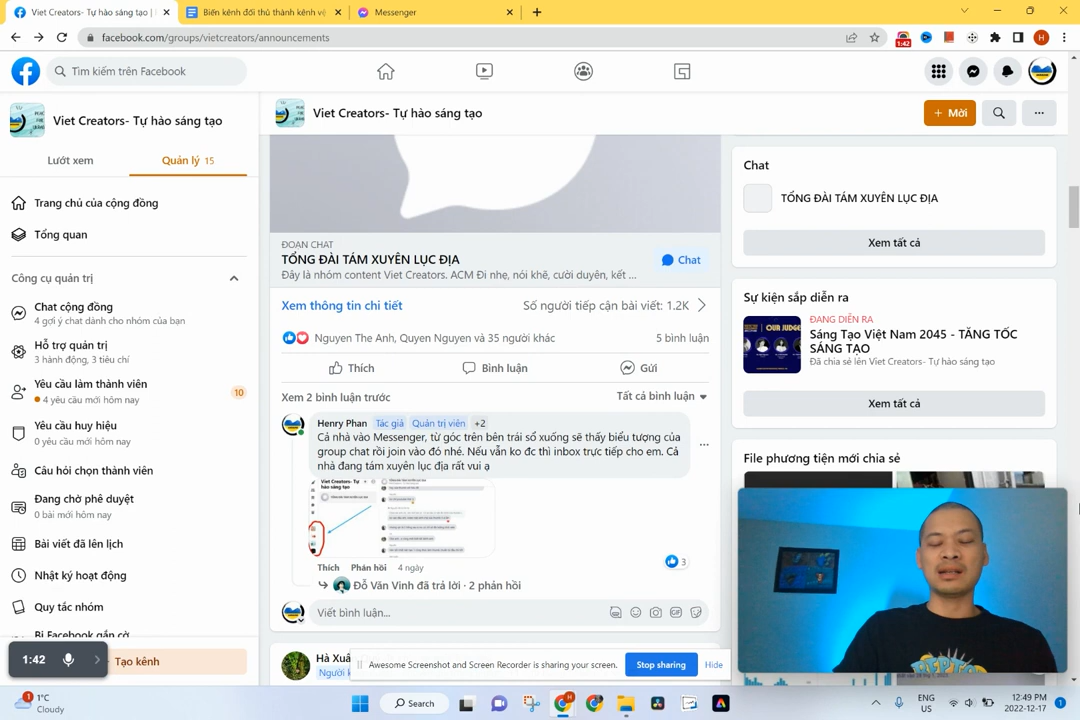 Viet Creators- Tự hào sáng tạo |
Biến kênh đối thủ thành kênh vệ
Messenger
facebook.com/groups/vietcreators/announcements
1:42
H
Tìm kiếm trên Facebook
Viet Creators- Tự hào sáng tạo
Lướt xem
Quản lý 15
Trang chủ của cộng đồng
Tổng quan
Công cụ quản trị
Chat cộng đồng
4 gợi ý chat dành cho nhóm của bạn
Hỗ trợ quản trị
3 hành động, 3 tiêu chí
Yêu cầu làm thành viên
4 yêu cầu mới hôm nay
10
Yêu cầu huy hiệu
0 yêu cầu mới hôm nay
Câu hỏi chọn thành viên
Đang chờ phê duyệt
0 bài mới hôm nay
Bài viết đã lên lịch
Nhật ký hoạt động
Quy tắc nhóm
Bị Facebook gắn cờ
Tạo kênh
1:42
Viet Creators- Tự hào sáng tạo
+ Mời
ĐOẠN CHAT
TỔNG ĐÀI TÁM XUYÊN LỤC ĐỊA
Đây là nhóm content Viet Creators. ACM Đi nhẹ, nói khẽ, cười duyên, kết ...
Chat
Xem thông tin chi tiết
Số người tiếp cận bài viết: 1.2K
Nguyen The Anh, Quyen Nguyen và 35 người khác
5 bình luận
Thích
Bình luận
Gửi
Xem 2 bình luận trước
Tất cả bình luận
Henry Phan Tác giả Quản trị viên +2
Cả nhà vào Messenger, từ góc trên bên trái sổ xuống sẽ thấy biểu tượng của
group chat rồi join vào đó nhé. Nếu vẫn ko đc thì inbox trực tiếp cho em. Cả
nhà đang tám xuyên lục địa rất vui ạ
Thích Phản hồi 4 ngày
3
Đỗ Văn Vinh đã trả lời · 2 phản hồi
Viết bình luận...
Hà Xuâ
Awesome Screenshot and Screen Recorder is sharing your screen.
Stop sharing
Hide
Chat
TỔNG ĐÀI TÁM XUYÊN LỤC ĐỊA
Xem tất cả
Sự kiện sắp diễn ra
OUR JUDGE
ĐANG DIỄN RA
Sáng Tạo Việt Nam 2045 - TĂNG TỐC
SÁNG TẠO
Đã chia sẻ lên Viet Creators- Tự hào sáng tạo
Xem tất cả
File phương tiện mới chia sẻ
1
1°C
Cloudy
Search
ENG
US
12:49 PM
2022-12-17
1